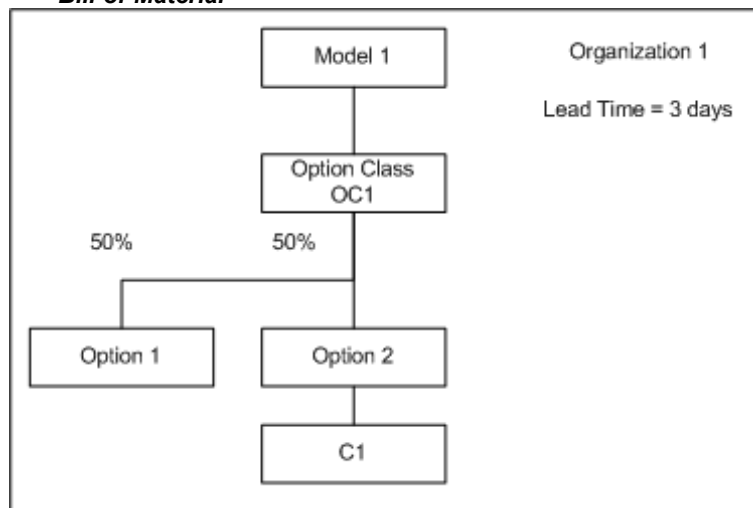 Bill of Material
Model 1
Organization 1
Lead Time = 3 days
Option Class
OC1
50%
50%
Option 1
Option 2
C1